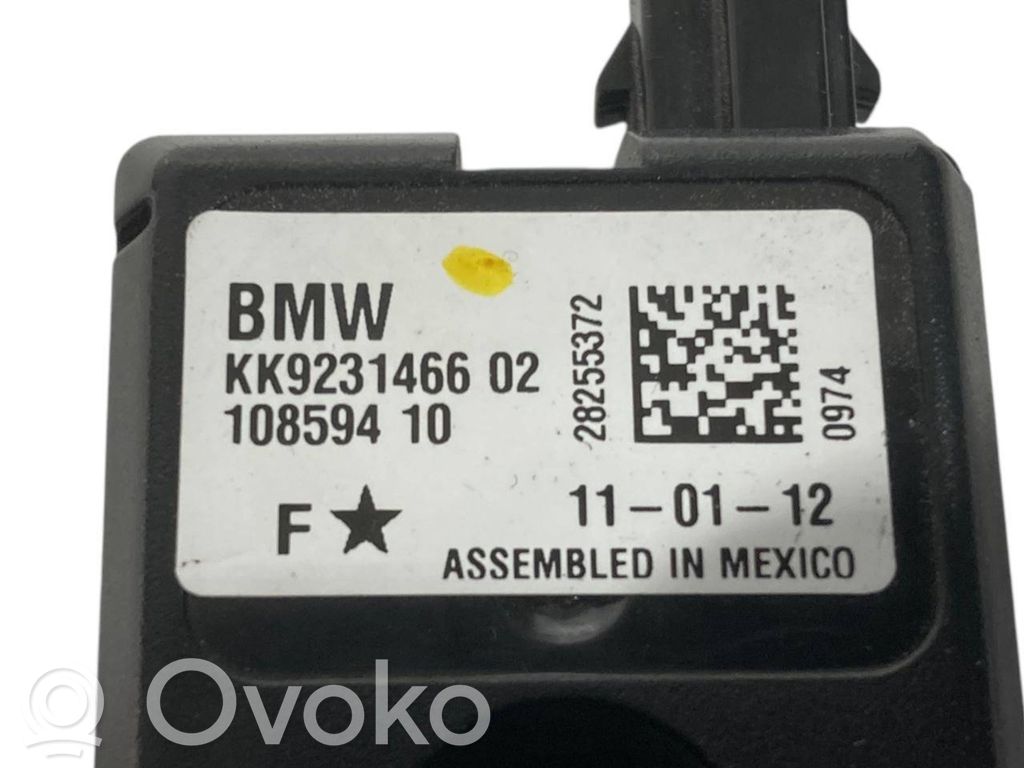 BMW
KK9231466 02
108594 10
28255372
0974
F★
11-01-12
ASSEMBLED IN MEXICO
Ovoko